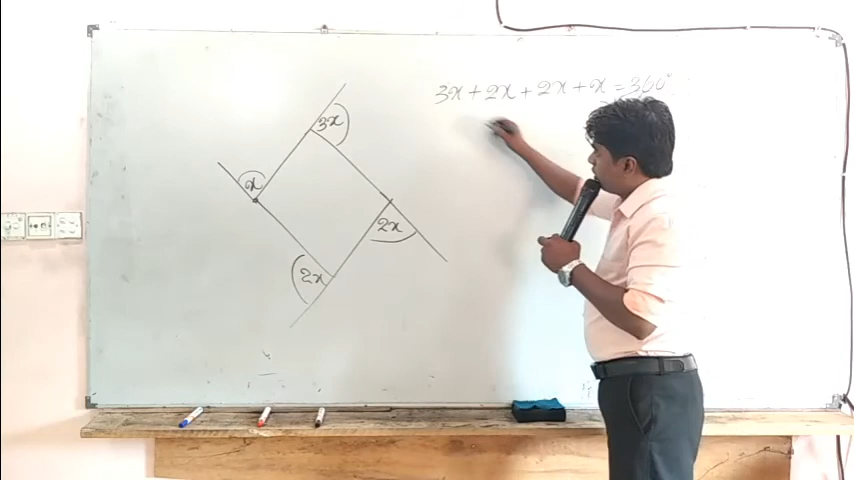 3x + 2x + 2x + x = 360°
3x
x
2x
2x